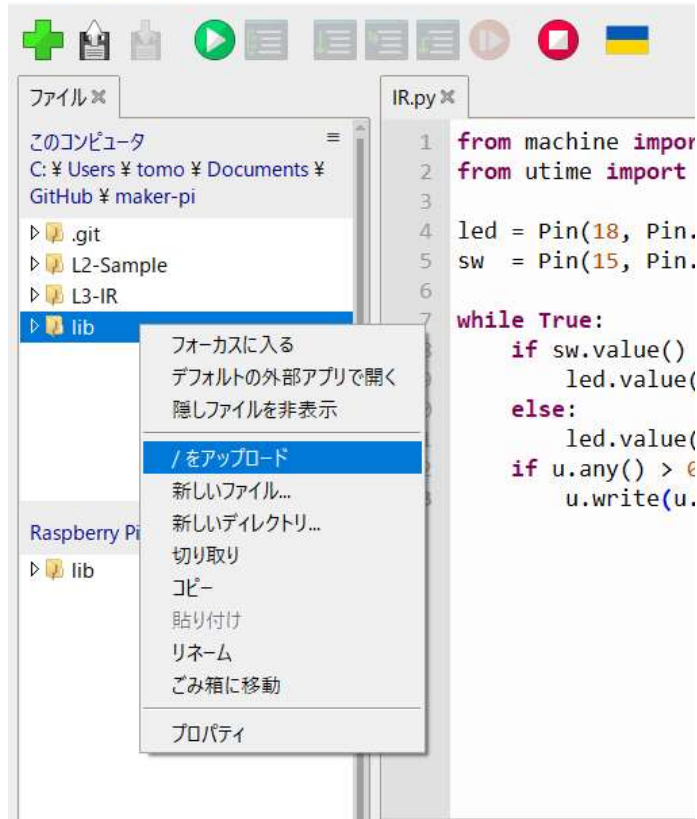 ファイル
このコンピュータ
C: ¥ Users ¥ tomo ¥ Documents ¥
GitHub ¥ maker-pi
.git
L2-Sample
L3-IR
lib
フォーカスに入る
デフォルトの外部アプリで開く
隠しファイルを非表示
/ をアップロード
新しいファイル...
新しいディレクトリ...
切り取り
コピー
貼り付け
リネーム
ごみ箱に移動
プロパティ
Raspberry Pi
lib
IR.py
1 from machine impor
2 from utime import
3
4 led = Pin(18, Pin.
5 sw = Pin(15, Pin.
6
7 while True:
if sw.value()
led.value(
else:
led.value(
if u.any() > 0
u.write(u.